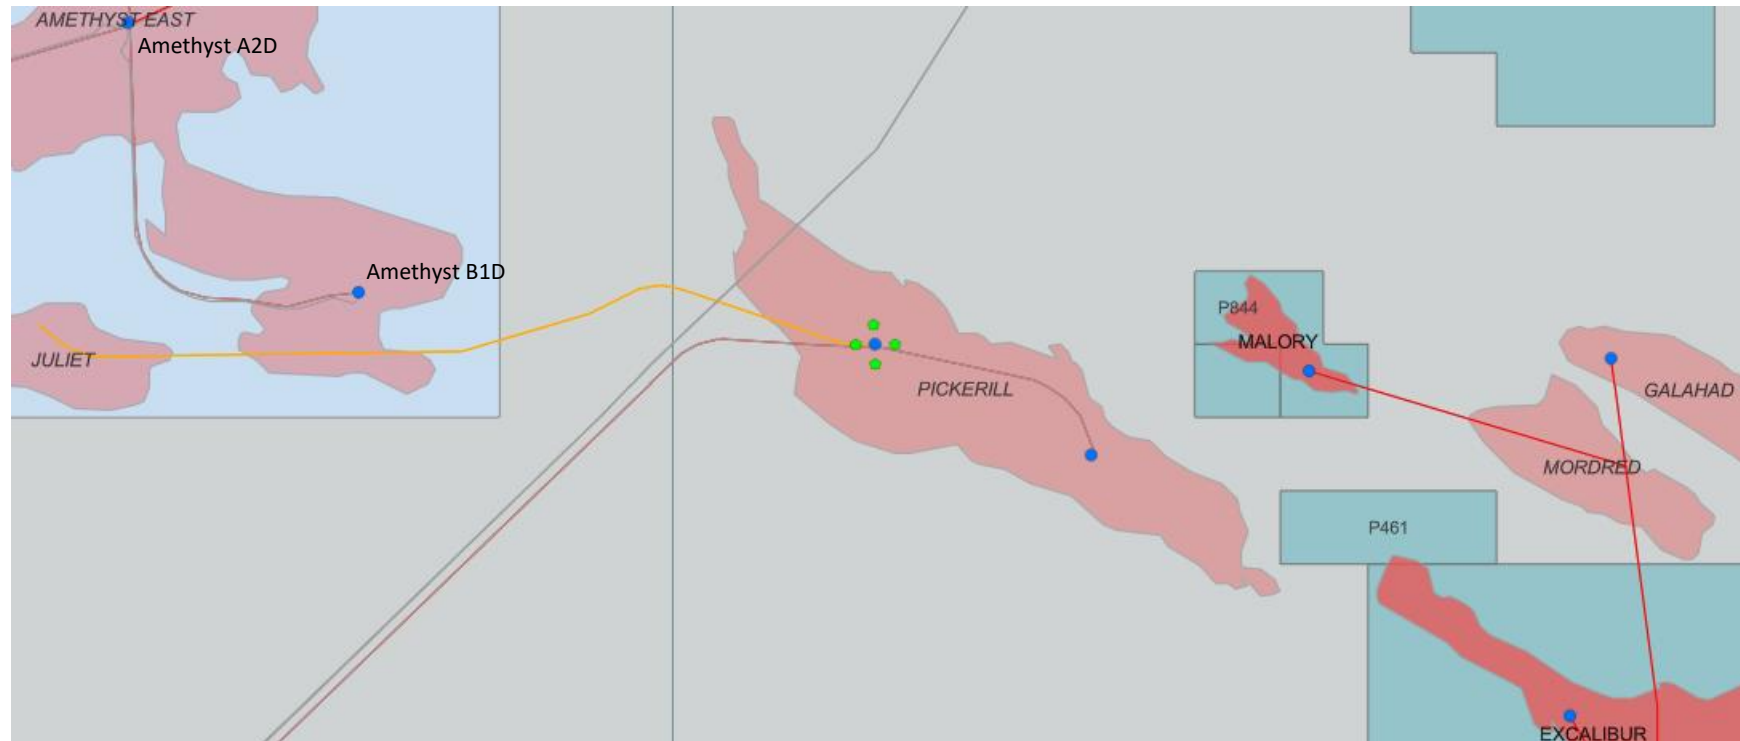 AMETHYST EAST
Amethyst A2D
Amethyst B1D
JULIET
PICKERILL
P844
MALORY
GALAHAD
MORDRED
P461
EXCALIBUR